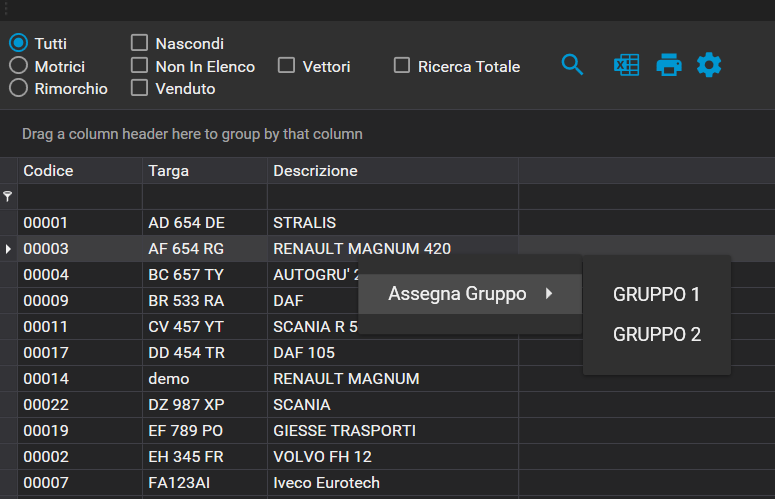 Tutti
Nascondi
Motrici
Non In Elenco
Vettori
Ricerca Totale
Rimorchio
Venduto
Drag a column header here to group by that column
Codice Targa Descrizione
00001 AD 654 DE STRALIS
00003 AF 654 RG RENAULT MAGNUM 420
00004 BC 657 TY AUTOGRU'
00009 BR 533 RA DAF
00011 CV 457 YT SCANIA R 5
00017 DD 454 TR DAF 105
00014 demo RENAULT MAGNUM
00022 DZ 987 XP SCANIA
00019 EF 789 PO GIESSE TRASPORTI
00002 EH 345 FR VOLVO FH 12
00007 FA123AI Iveco Eurotech
Assegna Gruppo
GRUPPO 1
GRUPPO 2